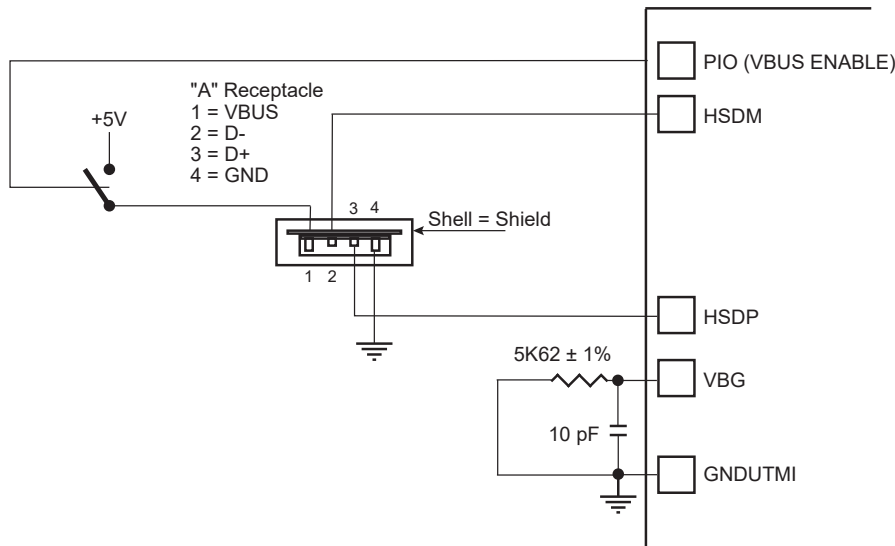 PIO (VBUS ENABLE)
"A" Receptacle
1 = VBUS
2 = D-
3 = D+
4 = GND
+5V
HSDM
3 4
Shell = Shield
1 2
HSDP
5K62 ± 1%
VBG
10 pF
GNDUTMI